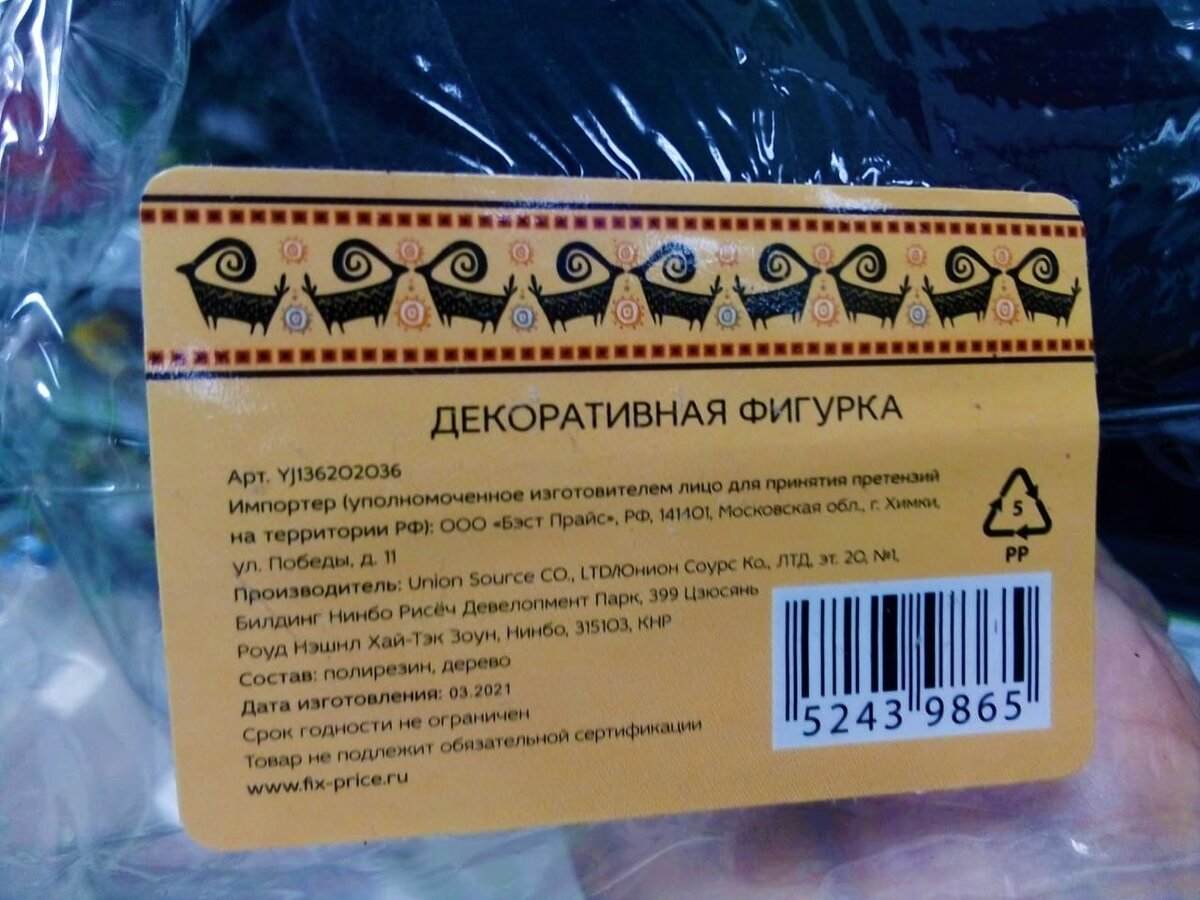 ДЕКОРАТИВНАЯ ФИГУРКА
Арт. YJ136202036
Импортер (уполномоченное изготовителем лицо для принятия претензий
на территории РФ): ООО «Бэст Прайс», РФ, 141401, Московская обл., г. Химки,
ул. Победы, д. 11
Производитель: Union Source CO., LTD/Юнион Соурс Ко., ЛТД, эт. 20, №1,
Билдинг Нинбо Рисёч Девелопмент Парк, 399 Цзюсянь
Роуд Нэшнл Хай-Тэк Зоун, Нинбо, 315103, КНР
Состав: полирезин, дерево
Дата изготовления: 03.2021
Срок годности не ограничен
Товар не подлежит обязательной сертификации
www.fix-price.ru
5
PP
5243 9865